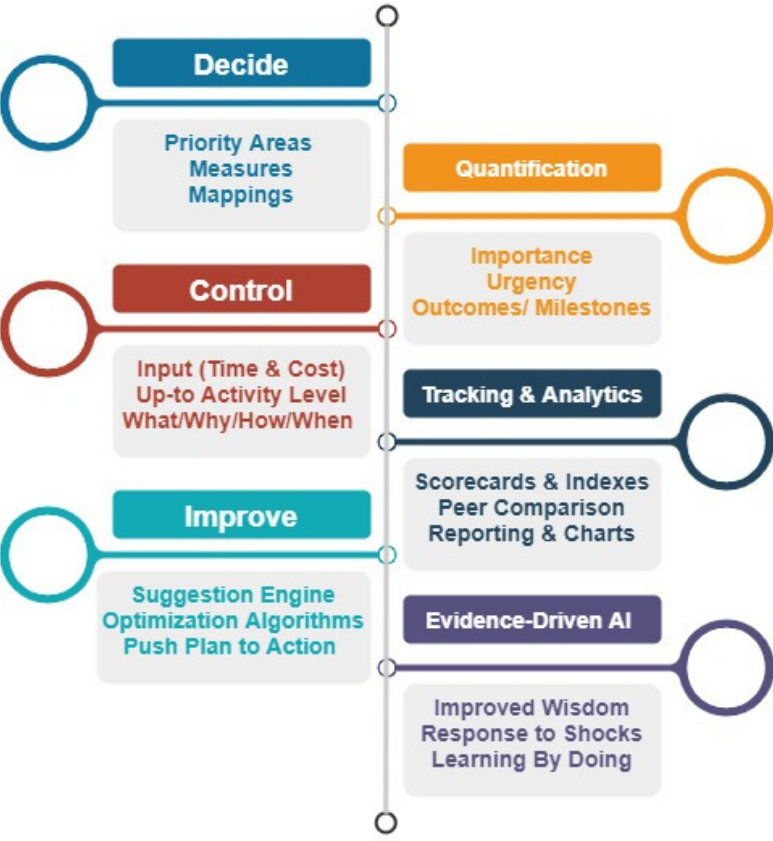 Decide
Priority Areas
Measures
Mappings
Quantification
Importance
Urgency
Outcomes/ Milestones
Control
Input (Time & Cost)
Up-to Activity Level
What/Why/How/When
Tracking & Analytics
Scorecards & Indexes
Peer Comparison
Reporting & Charts
Improve
Suggestion Engine
Optimization Algorithms
Push Plan to Action
Evidence-Driven AI
Improved Wisdom
Response to Shocks
Learning By Doing